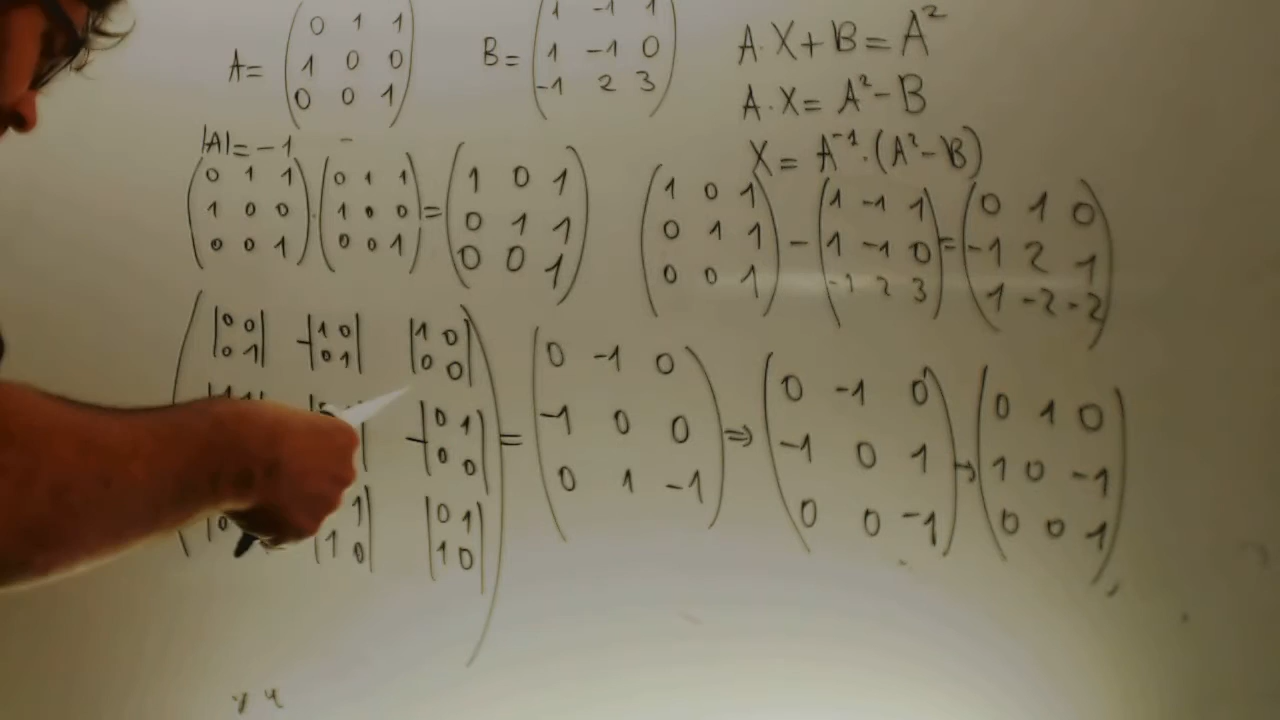 A = ( 0 1 1 B = ( 1 -1 1 A·X+B=A²
1 0 0 1 -1 0 A·X=A²-B
0 0 1 ) -1 2 3 ) X=A⁻¹·(A²-B)
|A|=-1 -
( 0 1 1 ( 0 1 1 ( 1 0 1 ( 1 0 1 ( 1 -1 1 ( 0 1 0
1 0 0 · 1 0 0 = 0 1 1 0 1 1 - 1 -1 0 = -1 2 1
0 0 1 ) 0 0 1 ) 0 0 1 ) 0 0 1 ) -1 2 3 ) 1 -2 -2 )
( |0 0 -|1 0 |1 0 ( 0 -1 0 ( 0 -1 0 ( 0 1 0
0 1| 0 1| 0 0| -1 0 0 ⇒ -1 0 1 → 1 0 -1
-|0 1 = 0 1 -1 ) 0 0 -1 ) 0 0 1 )
0 0|
|0 1| |0 1
|1 0| 1 0| )